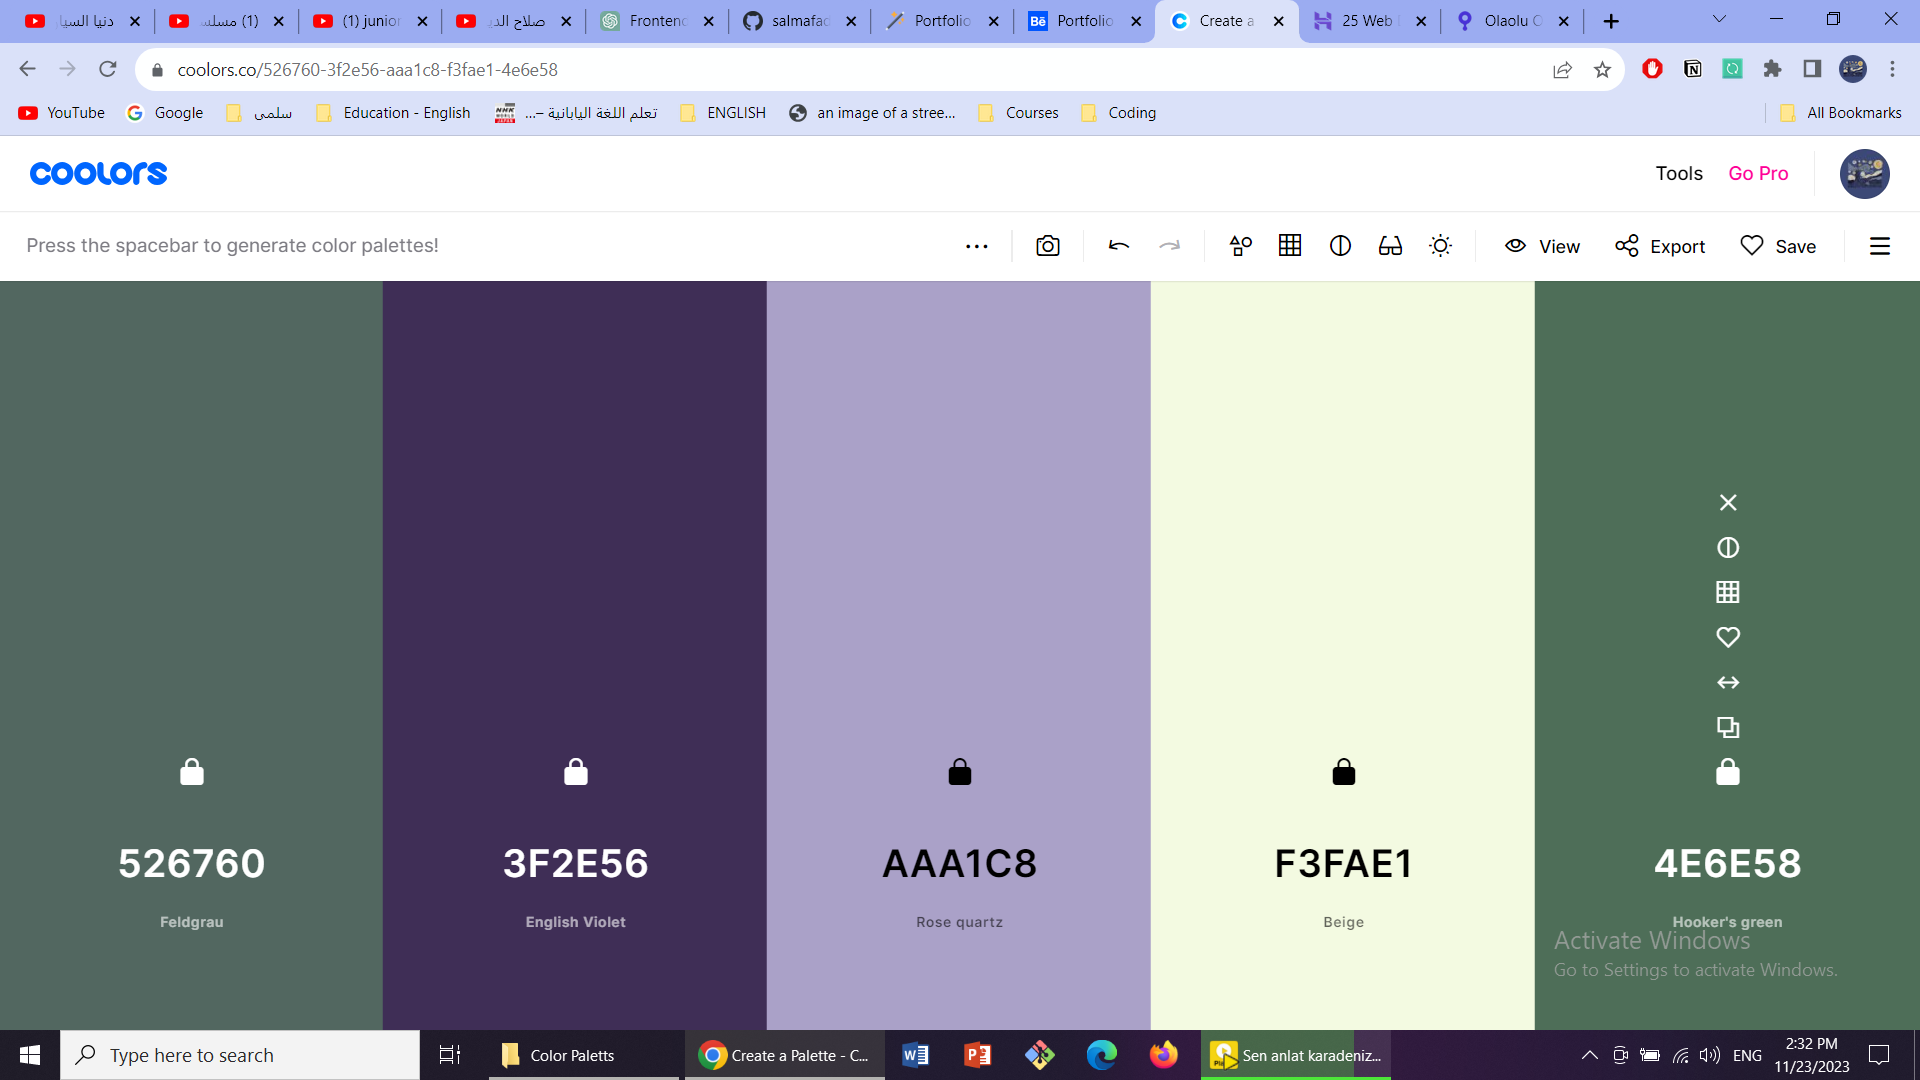 دنيا السيا
(1) مسلس
(1) junior
صلاح الدي
Frontend
salmafad
Portfolio
Portfolio
Create a
25 Web
Olaolu O
coolors.co/526760-3f2e56-aaa1c8-f3fae1-4e6e58
YouTube
Google
سلمى
Education - English
تعلم اللغة اليابانية –...
ENGLISH
an image of a stree...
Courses
Coding
All Bookmarks
coolors
Tools
Go Pro
Press the spacebar to generate color palettes!
View
Export
Save
526760
3F2E56
AAA1C8
F3FAE1
4E6E58
Feldgrau
English Violet
Rose quartz
Beige
Hooker's green
Activate Windows
Go to Settings to activate Windows.
Type here to search
Color Paletts
Create a Palette - C...
Sen anlat karadeniz...
ENG
2:32 PM
11/23/2023